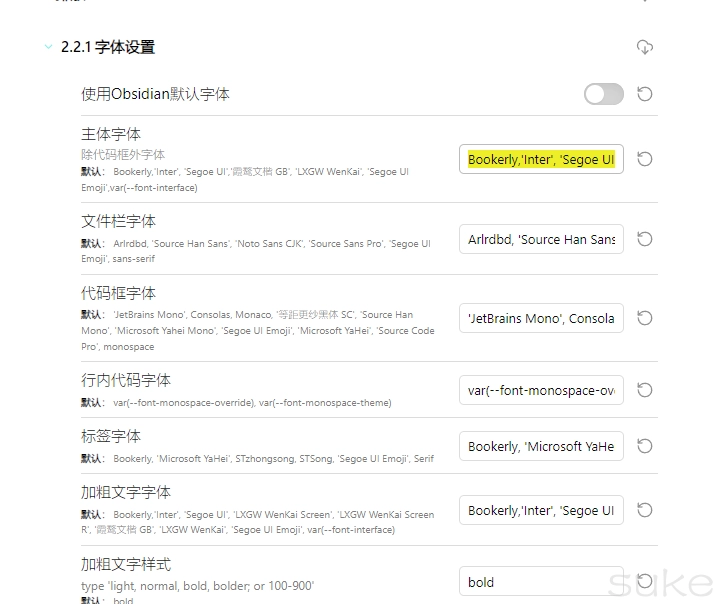 2.2.1 字体设置
使用Obsidian默认字体
主体字体
除代码框外字体
默认: Bookerly,'Inter', 'Segoe UI','霞鹜文楷 GB', 'LXGW WenKai', 'Segoe UI
Emoji',var(--font-interface)
Bookerly,'Inter', 'Segoe UI
文件栏字体
默认: Arlrdbd, 'Source Han Sans', 'Noto Sans CJK', 'Source Sans Pro', 'Segoe UI
Emoji', sans-serif
Arlrdbd, 'Source Han Sans
代码框字体
默认: 'JetBrains Mono', Consolas, Monaco, '等距更纱黑体 SC', 'Source Han
Mono', 'Microsoft Yahei Mono', 'Segoe UI Emoji', 'Microsoft YaHei', 'Source Code
Pro', monospace
'JetBrains Mono', Consola
行内代码字体
默认: var(--font-monospace-override), var(--font-monospace-theme)
var(--font-monospace-ov
标签字体
默认: Bookerly, 'Microsoft YaHei', STzhongsong, STSong, 'Segoe UI Emoji', Serif
Bookerly, 'Microsoft YaHe
加粗文字字体
默认: Bookerly,'Inter', 'Segoe UI', 'LXGW WenKai Screen', 'LXGW WenKai Screen
R', '霞鹜文楷 GB', 'LXGW WenKai', 'Segoe UI Emoji', var(--font-interface)
Bookerly,'Inter', 'Segoe UI
加粗文字样式
type 'light, normal, bold, bolder; or 100-900'
默认: bold
bold
suke